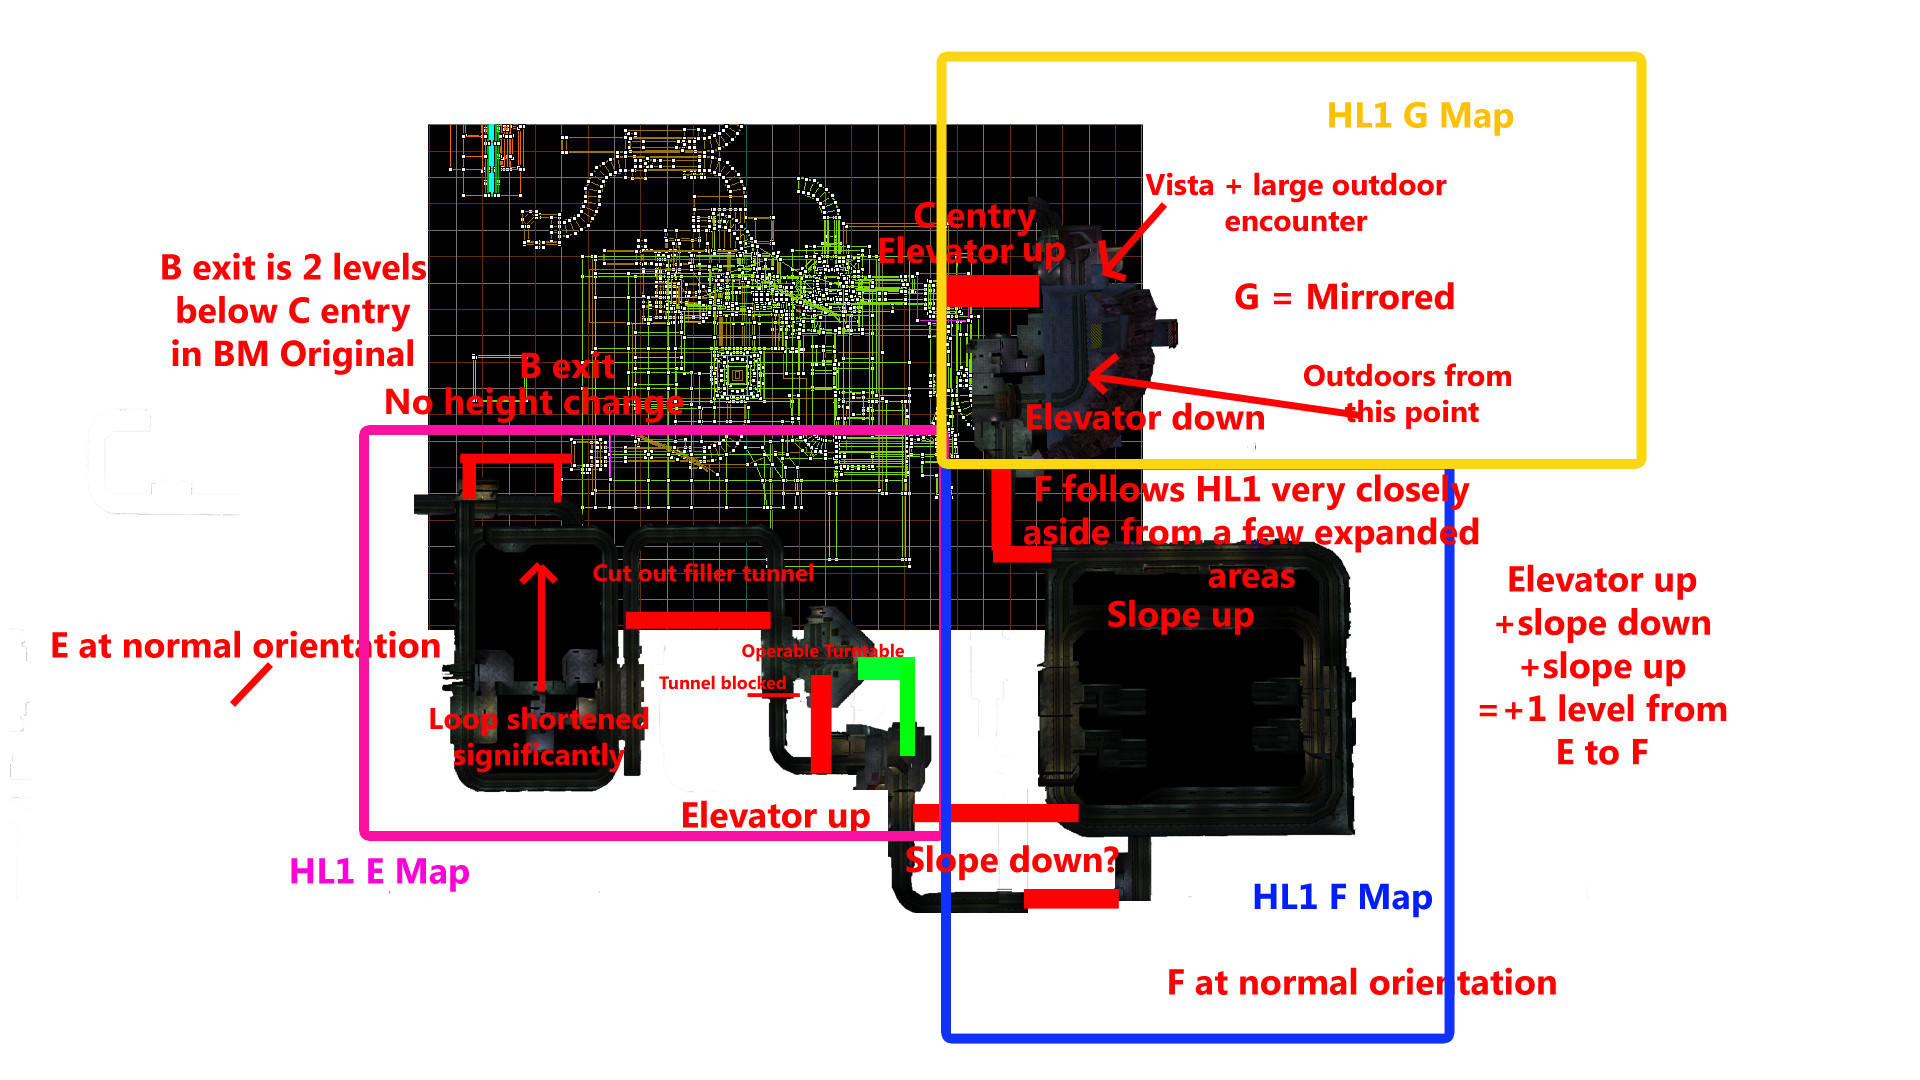 HL1 G Map
Vista + large outdoor
encounter
C entry
Elevator up
B exit is 2 levels
below C entry
in BM Original
G = Mirrored
B exit
No height change
Outdoors from
this point
Elevator down
F follows HL1 very closely
aside from a few expanded
areas
Slope up
Cut out filler tunnel
Elevator up
+slope down
+slope up
=+1 level from
E to F
E at normal orientation
Operable Turntable
Tunnel blocked
Loop shortened
significantly
Elevator up
Slope down?
HL1 E Map
HL1 F Map
F at normal orientation